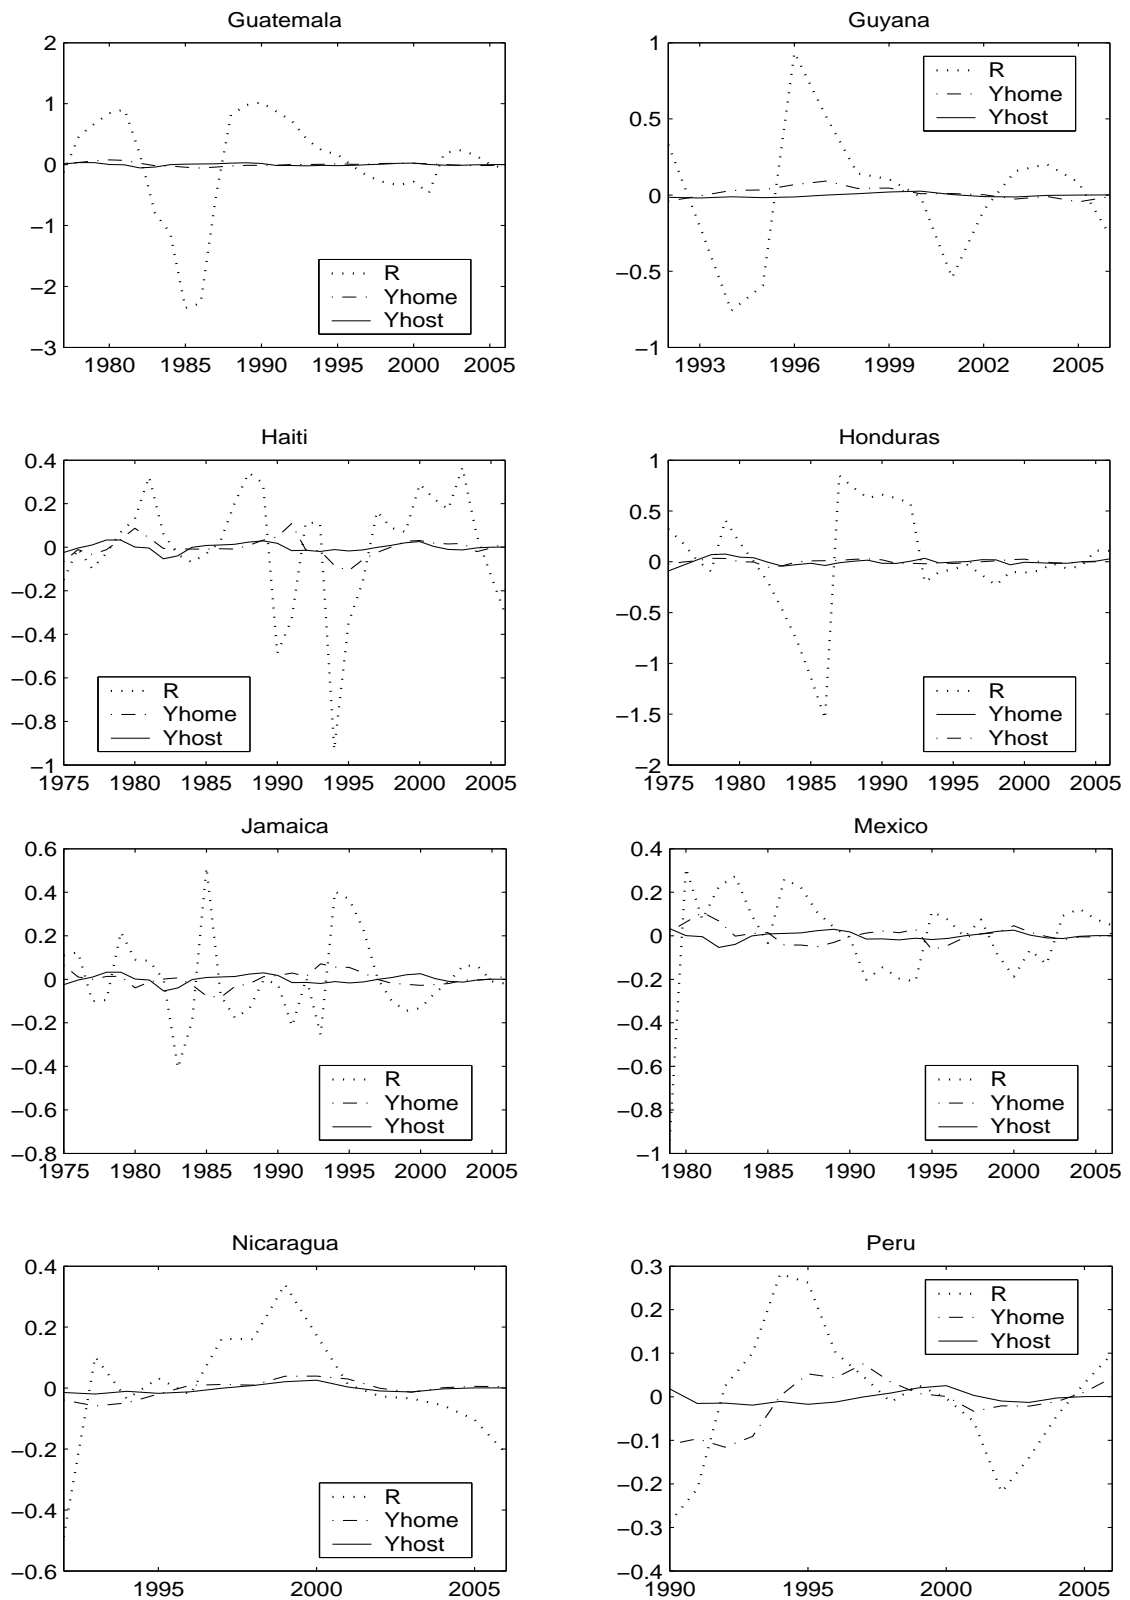 Guatemala
2
1
0
−1
−2
−3
1980 1985 1990 1995 2000 2005
R
Yhome
Yhost
Guyana
1
0.5
0
−0.5
−1
1993 1996 1999 2002 2005
R
Yhome
Yhost
Haiti
0.4
0.2
0
−0.2
−0.4
−0.6
−0.8
−1
1975 1980 1985 1990 1995 2000 2005
R
Yhome
Yhost
Honduras
1
0.5
0
−0.5
−1
−1.5
−2
1975 1980 1985 1990 1995 2000 2005
R
Yhome
Yhost
Jamaica
0.6
0.4
0.2
0
−0.2
−0.4
−0.6
−0.8
1975 1980 1985 1990 1995 2000 2005
R
Yhome
Yhost
Mexico
0.4
0.2
0
−0.2
−0.4
−0.6
−0.8
−1
1980 1985 1990 1995 2000 2005
R
Yhome
Yhost
Nicaragua
0.4
0.2
0
−0.2
−0.4
−0.6
1995 2000 2005
R
Yhome
Yhost
Peru
0.3
0.2
0.1
0
−0.1
−0.2
−0.3
−0.4
1990 1995 2000 2005
R
Yhome
Yhost